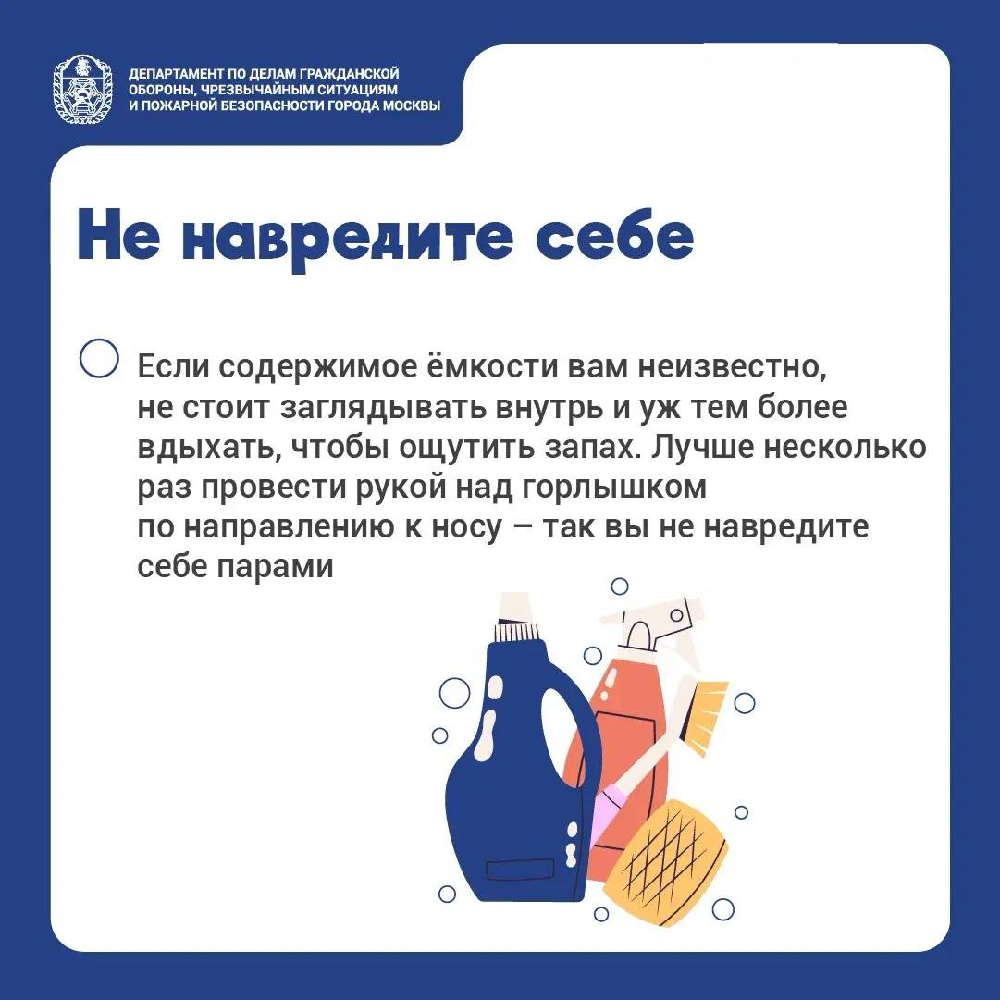 ДЕПАРТАМЕНТ ПО ДЕЛАМ ГРАЖДАНСКОЙ
ОБОРОНЫ, ЧРЕЗВЫЧАЙНЫМ СИТУАЦИЯМ
И ПОЖАРНОЙ БЕЗОПАСНОСТИ ГОРОДА МОСКВЫ
Не навредите себе
Если содержимое ёмкости вам неизвестно,
не стоит заглядывать внутрь и уж тем более
вдыхать, чтобы ощутить запах. Лучше несколько
раз провести рукой над горлышком
по направлению к носу – так вы не навредите
себе парами